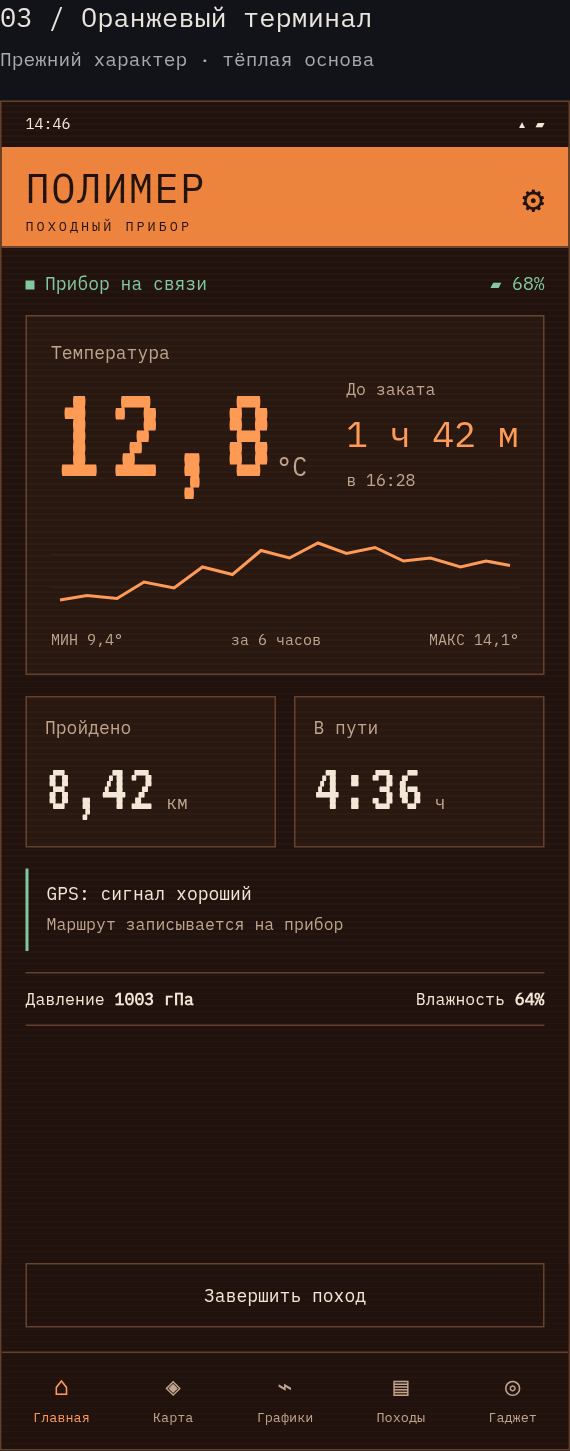 03 / Оранжевый терминал
Прежний характер · тёплая основа
14:46
ПОЛИМЕР
ПОХОДНЫЙ ПРИБОР
Прибор на связи
68%
Температура
12,8 °C
До заката
1 ч 42 м
в 16:28
МИН 9,4° за 6 часов МАКС 14,1°
Пройдено
8,42 км
В пути
4:36 ч
GPS: сигнал хороший
Маршрут записывается на прибор
Давление 1003 гПа Влажность 64%
Завершить поход
Главная Карта Графики Походы Гаджет